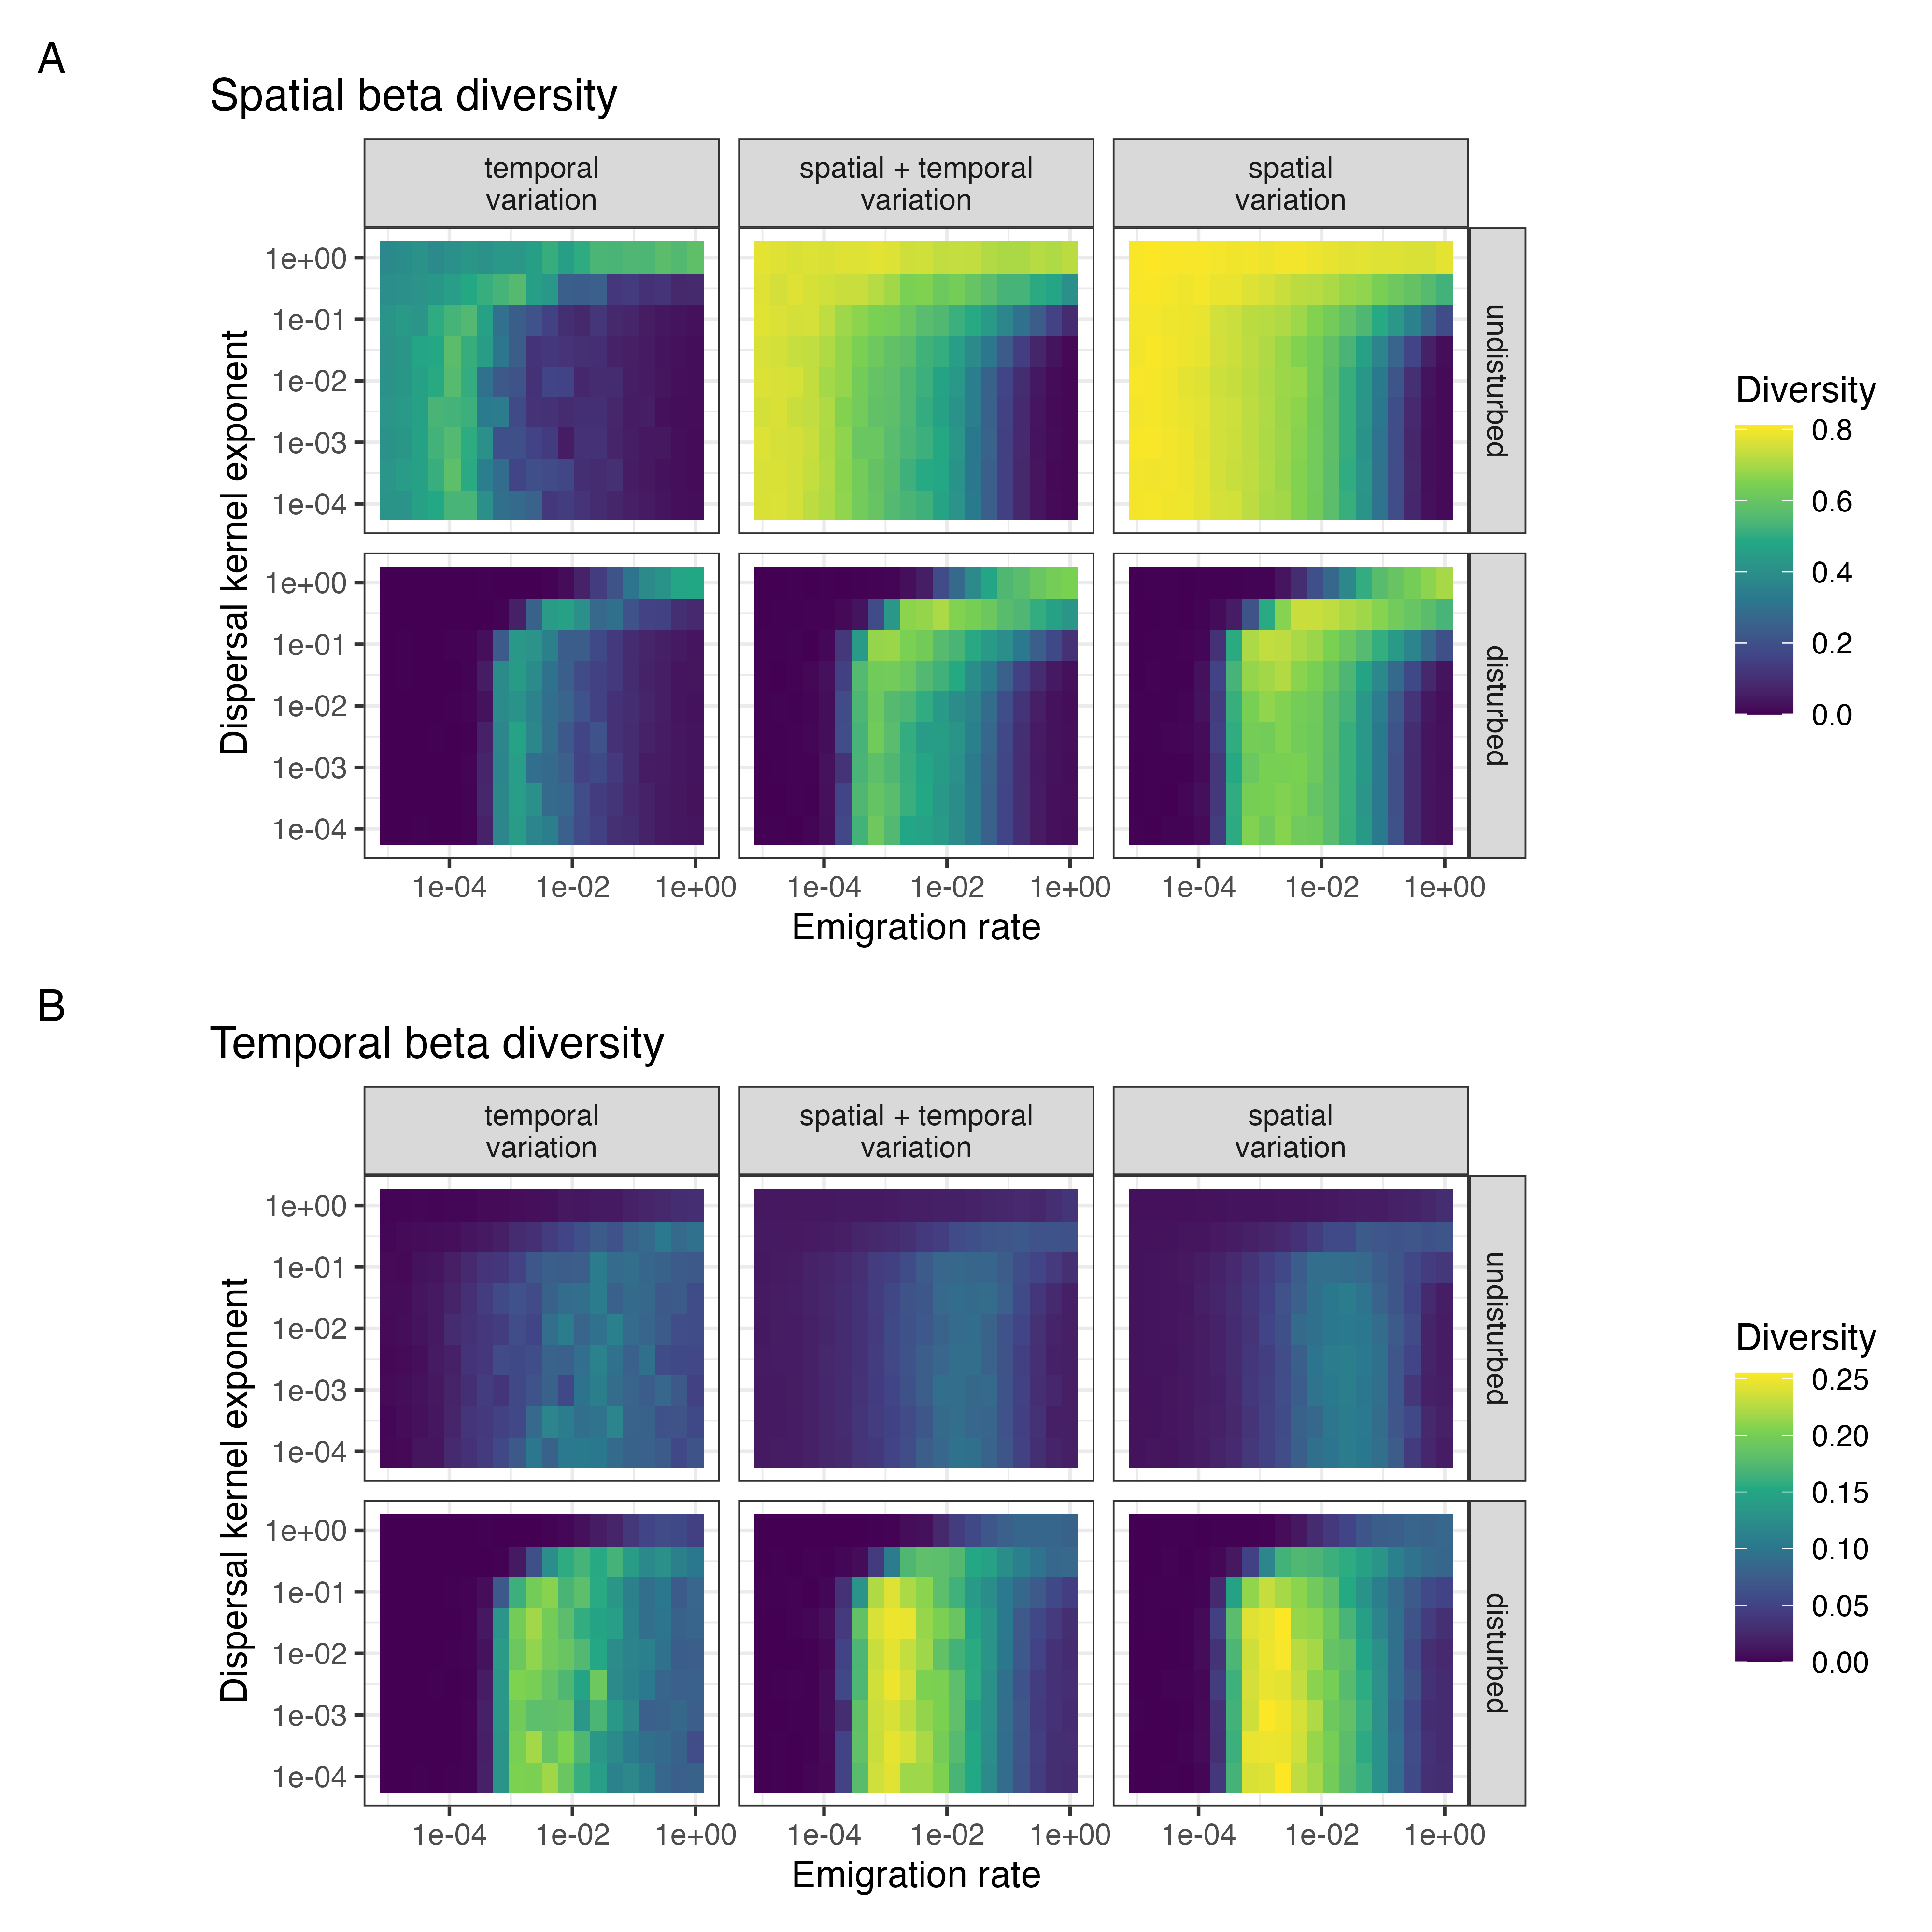 A
Spatial beta diversity
temporal
variation
spatial + temporal
variation
spatial
variation
Dispersal kernel exponent
1e+00
1e-01
1e-02
1e-03
1e-04
undisturbed
1e+00
1e-01
1e-02
1e-03
1e-04
disturbed
1e-04 1e-02 1e+00 1e-04 1e-02 1e+00 1e-04 1e-02 1e+00
Emigration rate
Diversity
0.8
0.6
0.4
0.2
0.0
B
Temporal beta diversity
temporal
variation
spatial + temporal
variation
spatial
variation
Dispersal kernel exponent
1e+00
1e-01
1e-02
1e-03
1e-04
undisturbed
1e+00
1e-01
1e-02
1e-03
1e-04
disturbed
1e-04 1e-02 1e+00 1e-04 1e-02 1e+00 1e-04 1e-02 1e+00
Emigration rate
Diversity
0.25
0.20
0.15
0.10
0.05
0.00